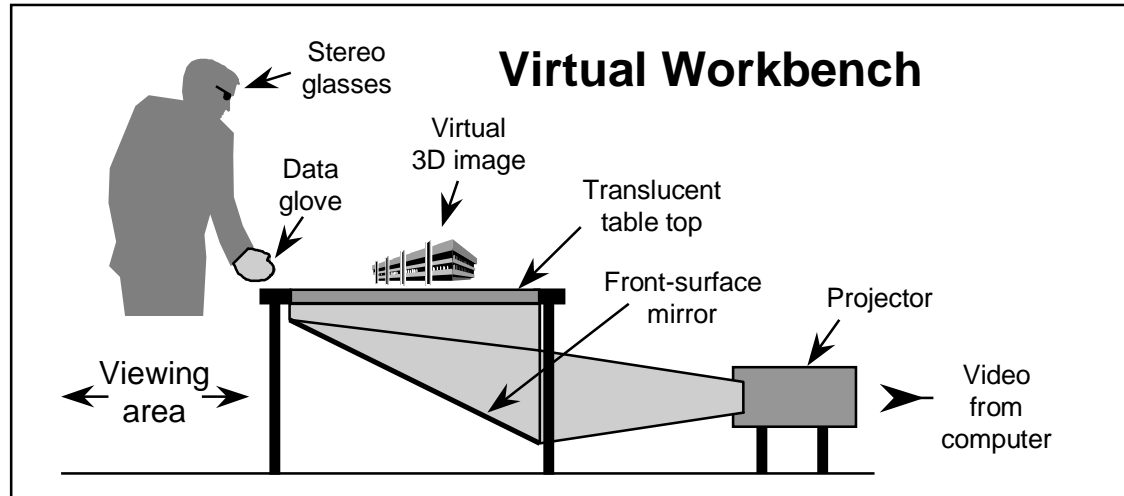 Virtual Workbench
Stereo
glasses
Virtual
3D image
Data
glove
Translucent
table top
Front-surface
mirror
Projector
Viewing
area
Video
from
computer